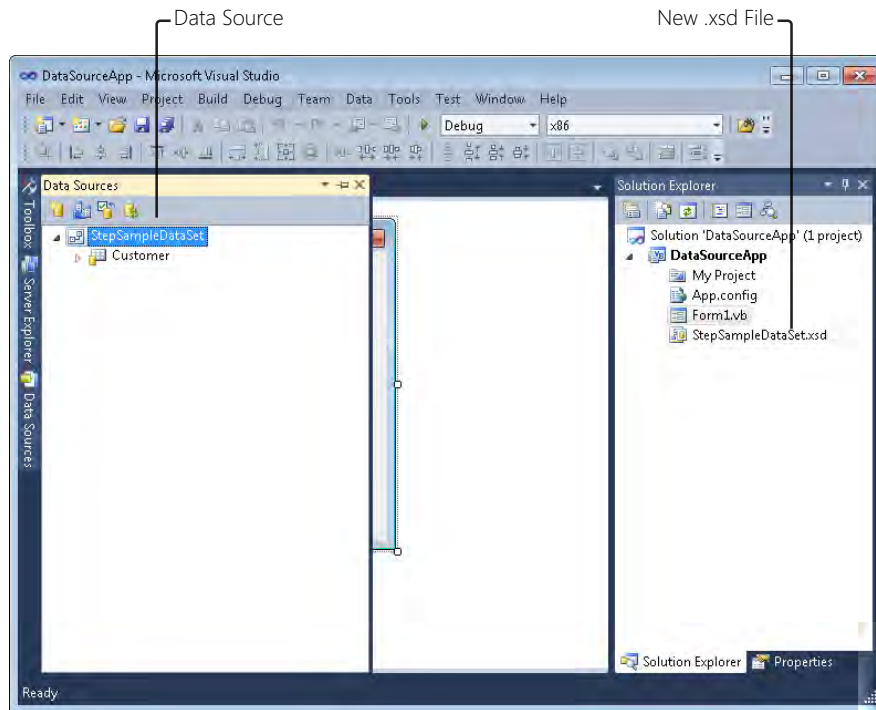 Data Source
New .xsd File
DataSourceApp - Microsoft Visual Studio
File Edit View Project Build Debug Team Data Tools Test Window Help
Debug x86
Data Sources
Solution Explorer
StepSampleDataSet
Customer
Solution 'DataSourceApp' (1 project)
DataSourceApp
My Project
App.config
Form1.vb
StepSampleDataSet.xsd
Toolbox
Server Explorer
Data Sources
Solution Explorer Properties
Ready